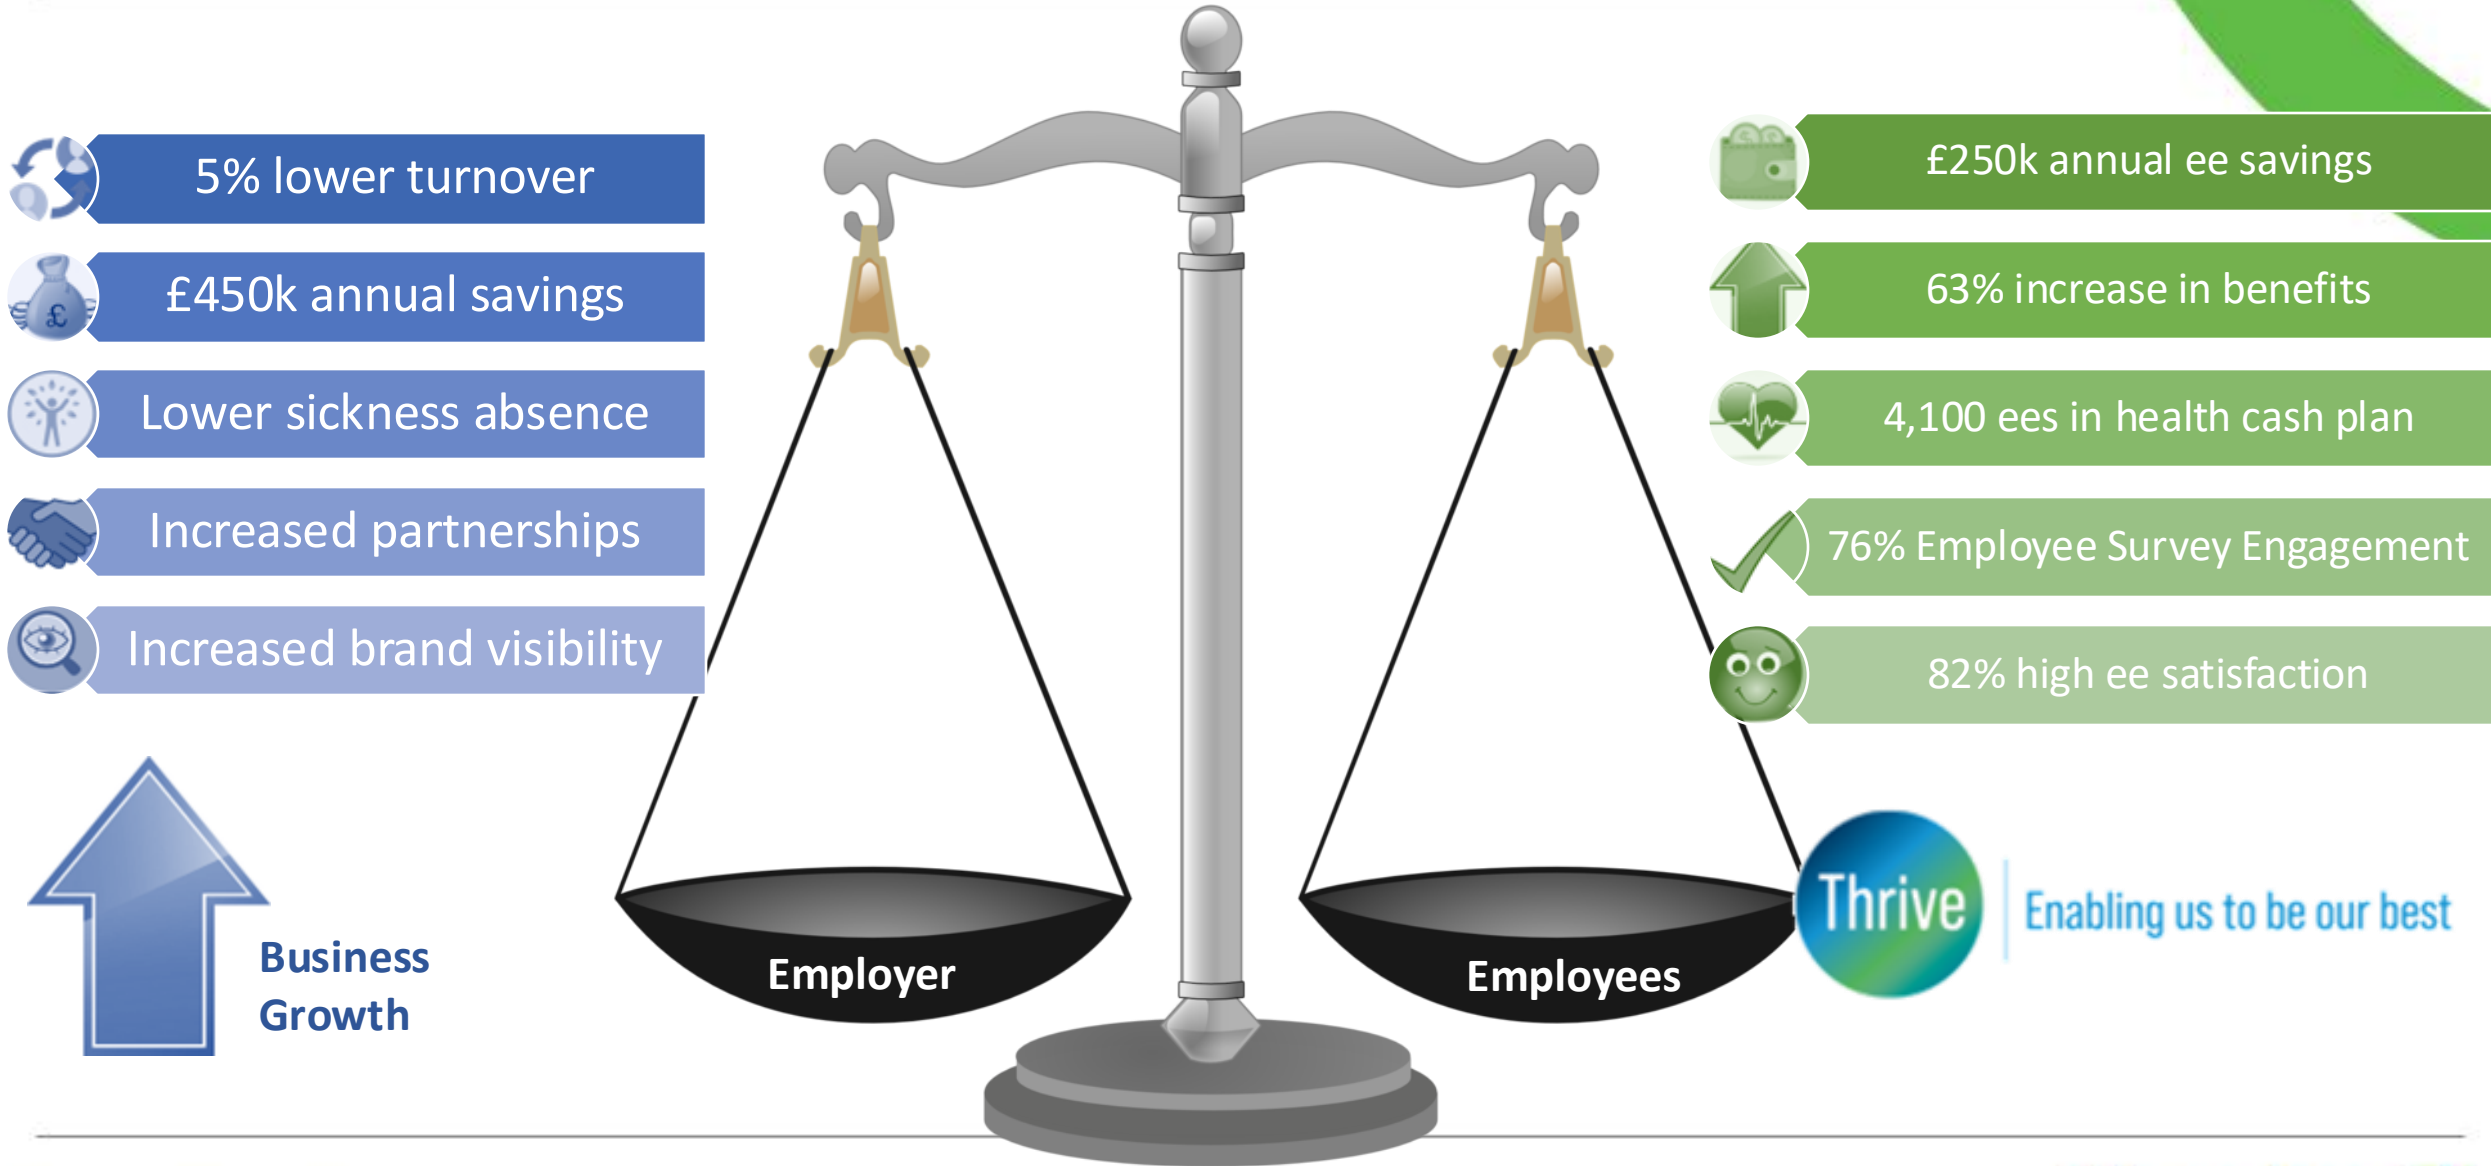 5% lower turnover
£450k annual savings
Lower sickness absence
Increased partnerships
Increased brand visibility
Business
Growth
Employer
Employees
£250k annual ee savings
63% increase in benefits
4,100 ees in health cash plan
76% Employee Survey Engagement
82% high ee satisfaction
Thrive
Enabling us to be our best